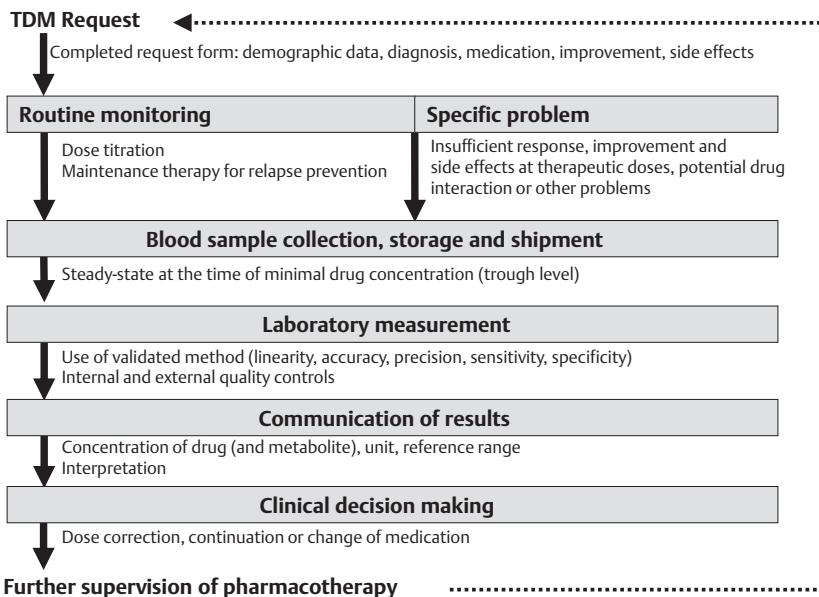 TDM Request
Completed request form: demographic data, diagnosis, medication, improvement, side effects
Routine monitoring
Specific problem
Dose titration
Maintenance therapy for relapse prevention
Insufficient response, improvement and
side effects at therapeutic doses, potential drug
interaction or other problems
Blood sample collection, storage and shipment
Steady-state at the time of minimal drug concentration (trough level)
Laboratory measurement
Use of validated method (linearity, accuracy, precision, sensitivity, specificity)
Internal and external quality controls
Communication of results
Concentration of drug (and metabolite), unit, reference range
Interpretation
Clinical decision making
Dose correction, continuation or change of medication
Further supervision of pharmacotherapy